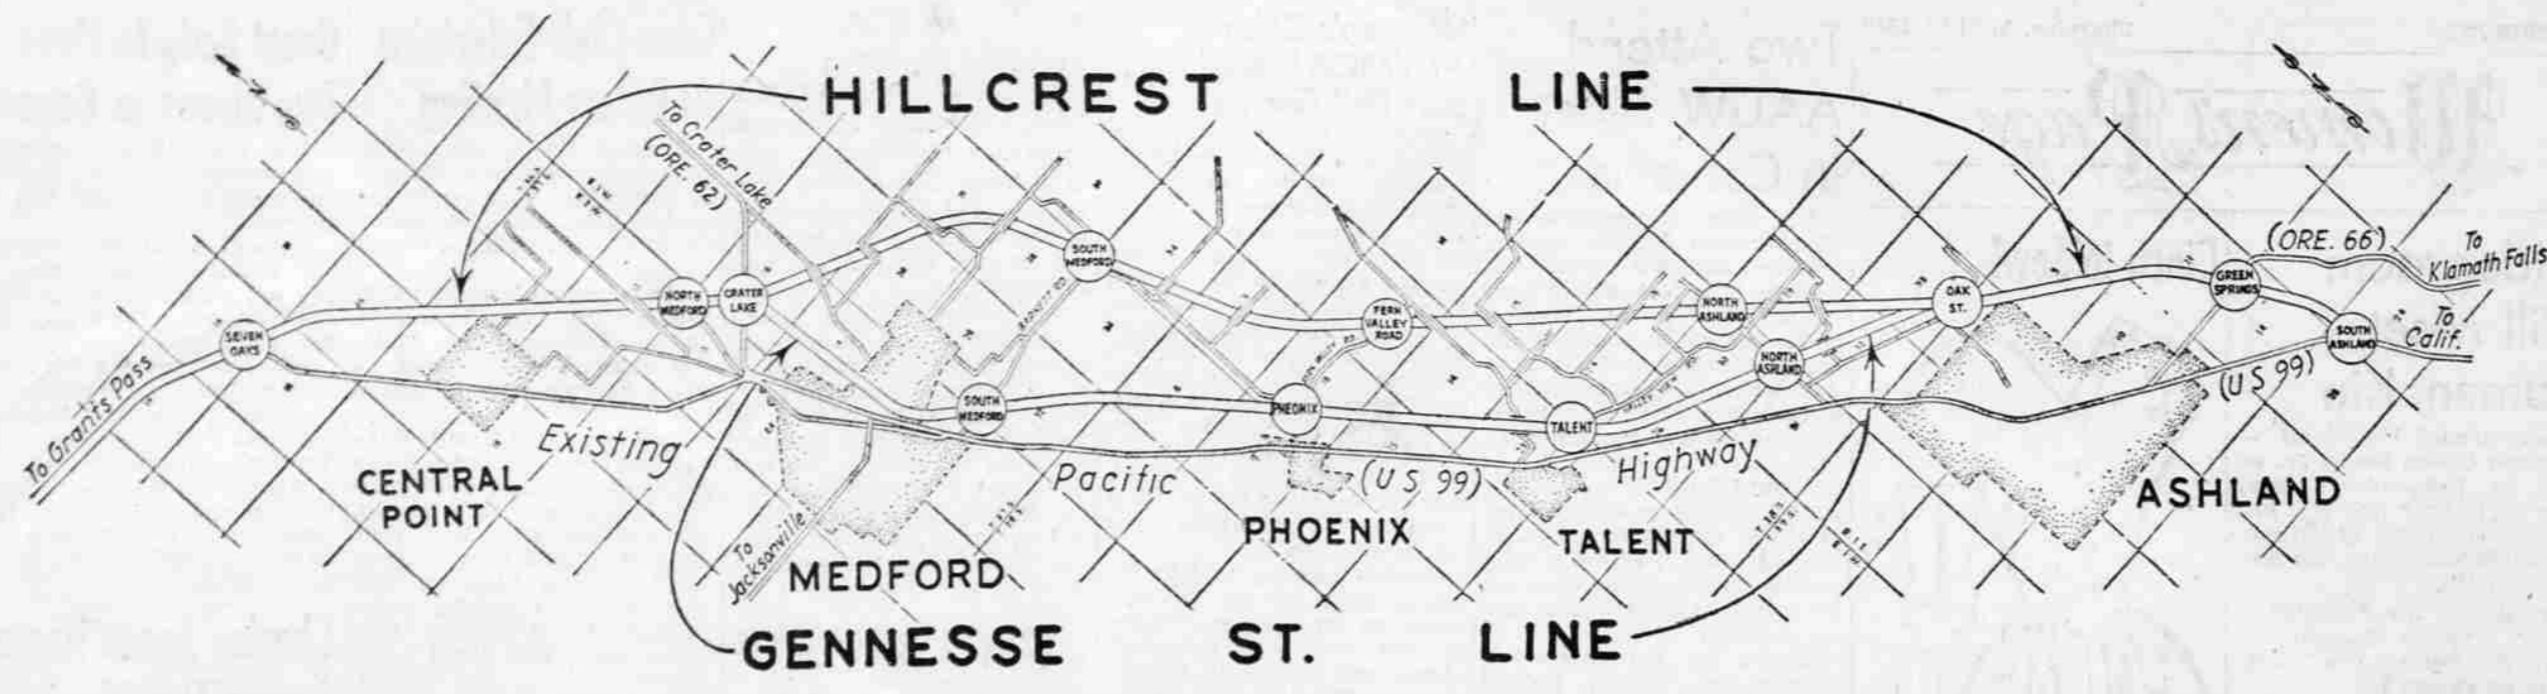 HILLCREST LINE
To Crater Lake
(ORE. 62)
(ORE. 66)
To
Klamath Falls
To
Calif.
SOUTH
MEDFORD
NORTH
MEDFORD
CRATER
LAKE
SEVEN
OAKS
FERN
VALLEY
ROAD
NORTH
ASHLAND
OAK
ST.
GREEN
SPRINGS
SOUTH
ASHLAND
NORTH
ASHLAND
SOUTH
MEDFORD
PHEONIX
TALENT
(US 99)
To Grants Pass
Existing Pacific (US 99) Highway
CENTRAL
POINT
To
Jacksonville
MEDFORD
PHOENIX
TALENT
ASHLAND
GENNESSE ST. LINE